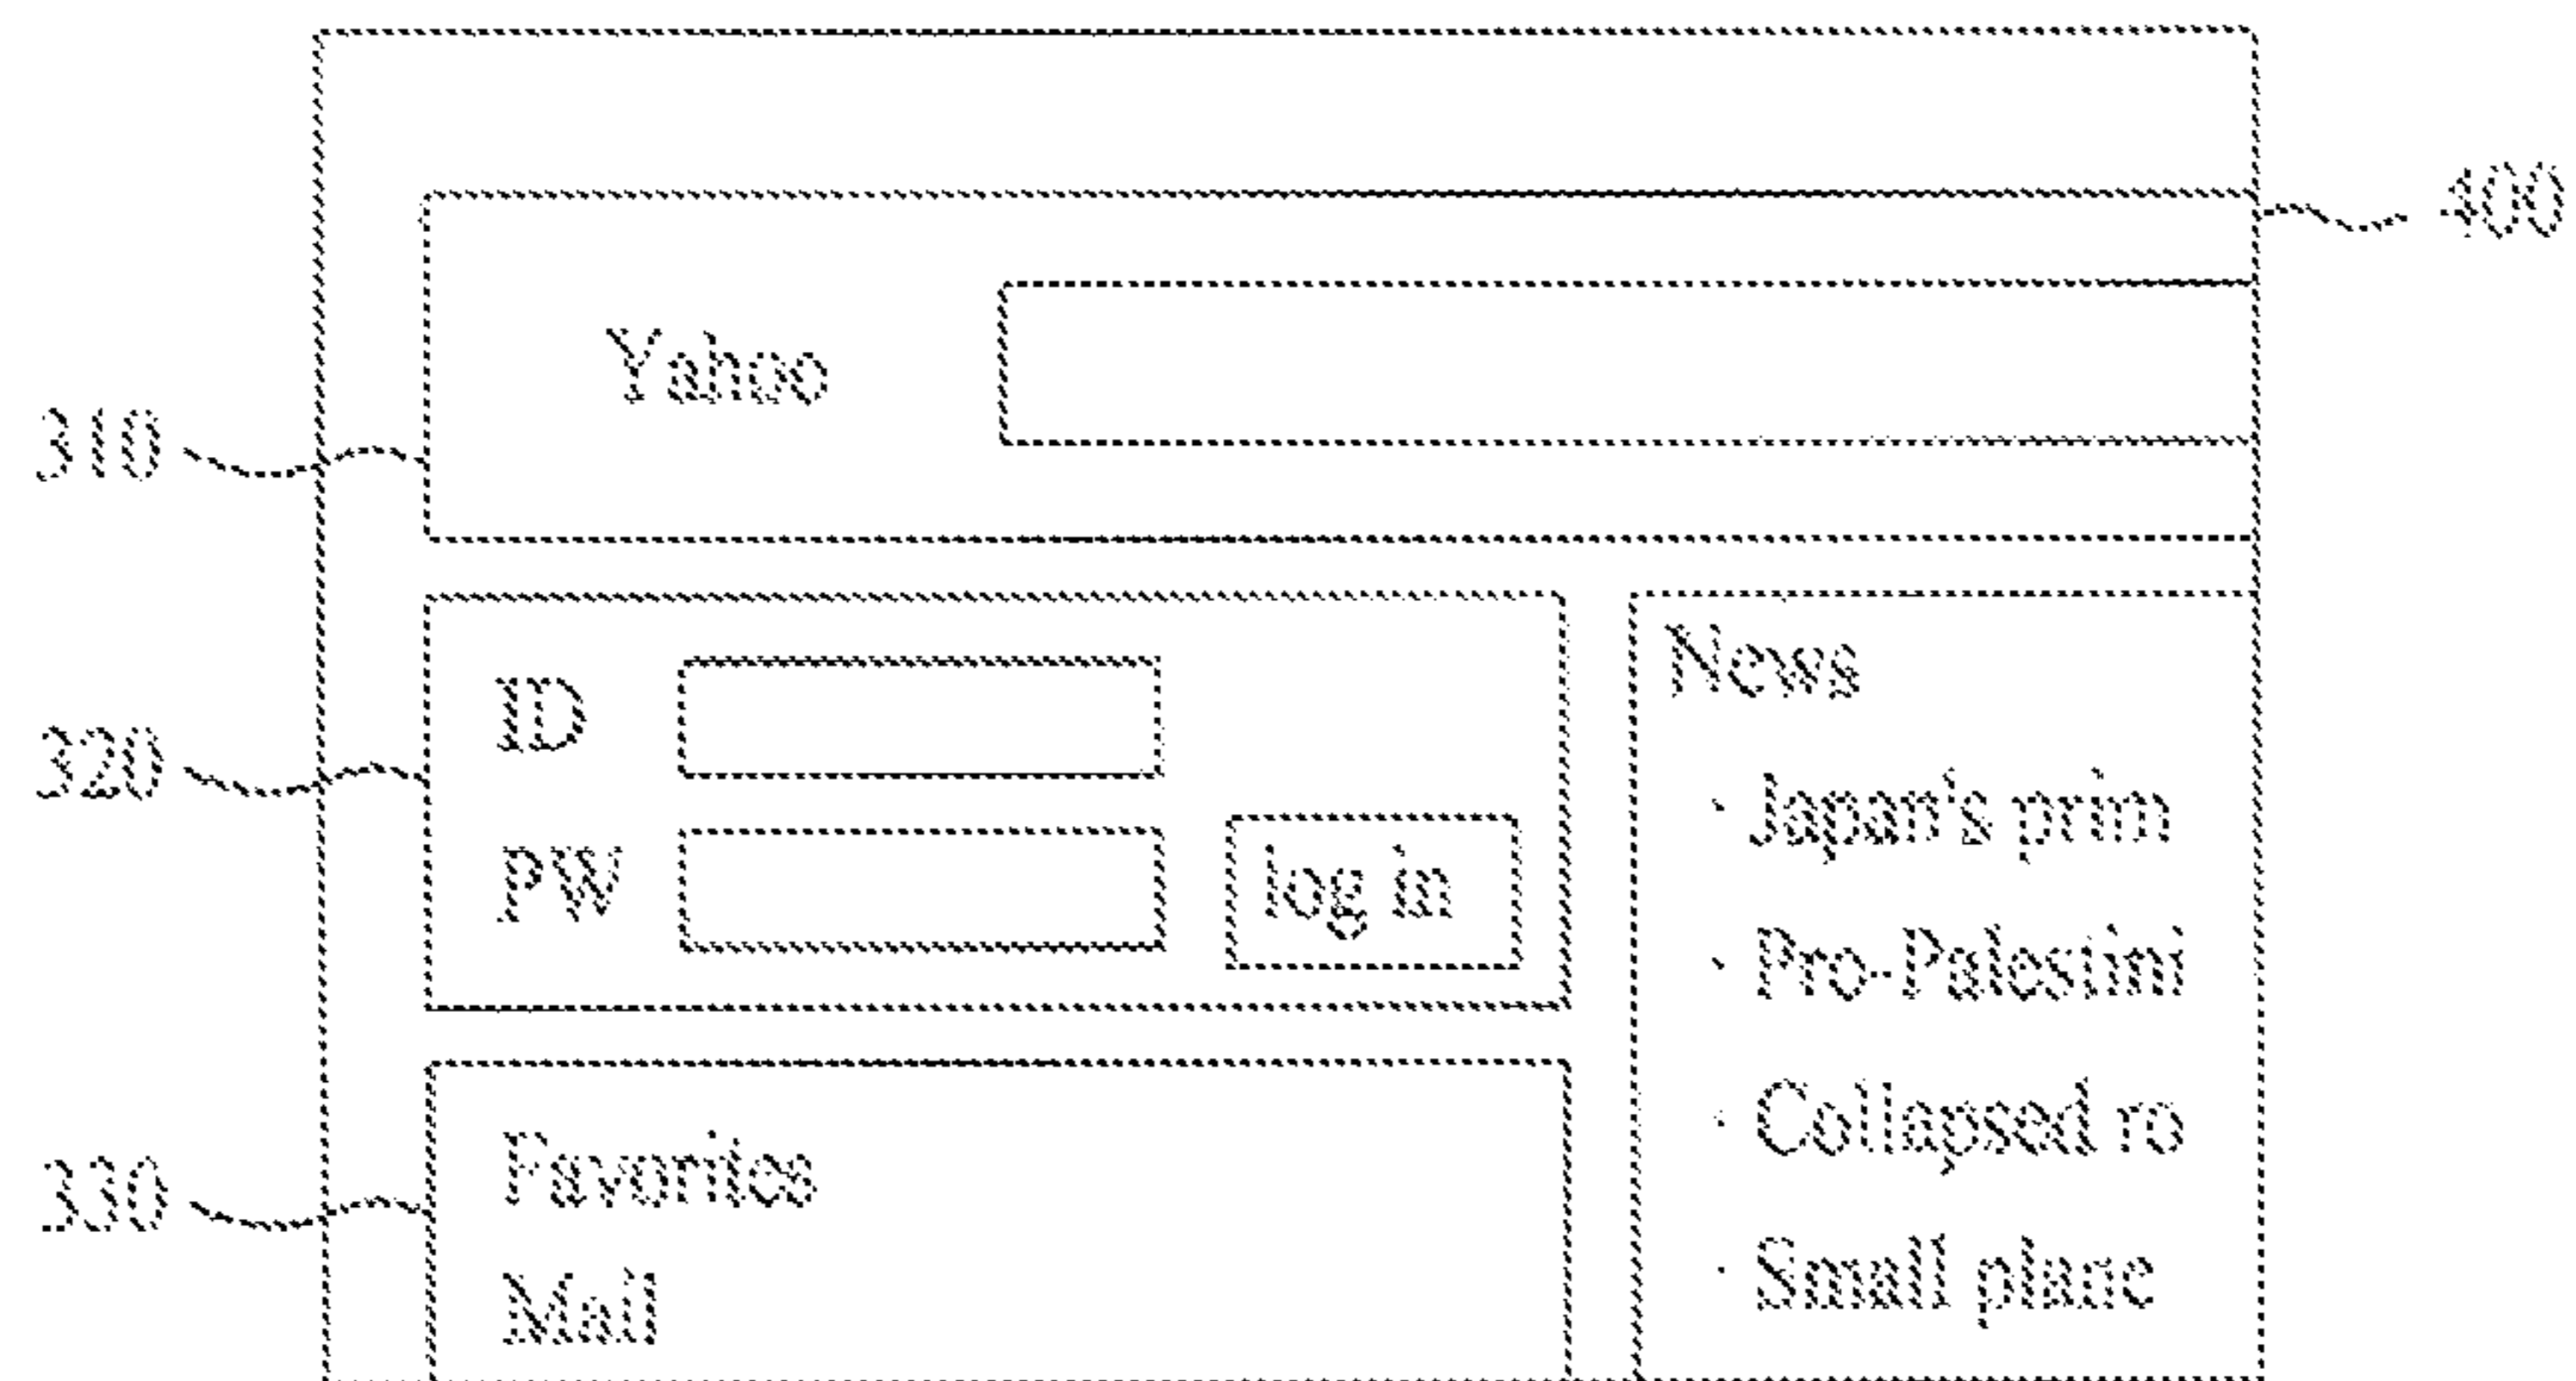 400
Yahoo
310
ID
320
PW
log in
News
· Japan's prim
· Pro-Palestini
· Collapsed ro
· Small plane
330
Favorites
Mail